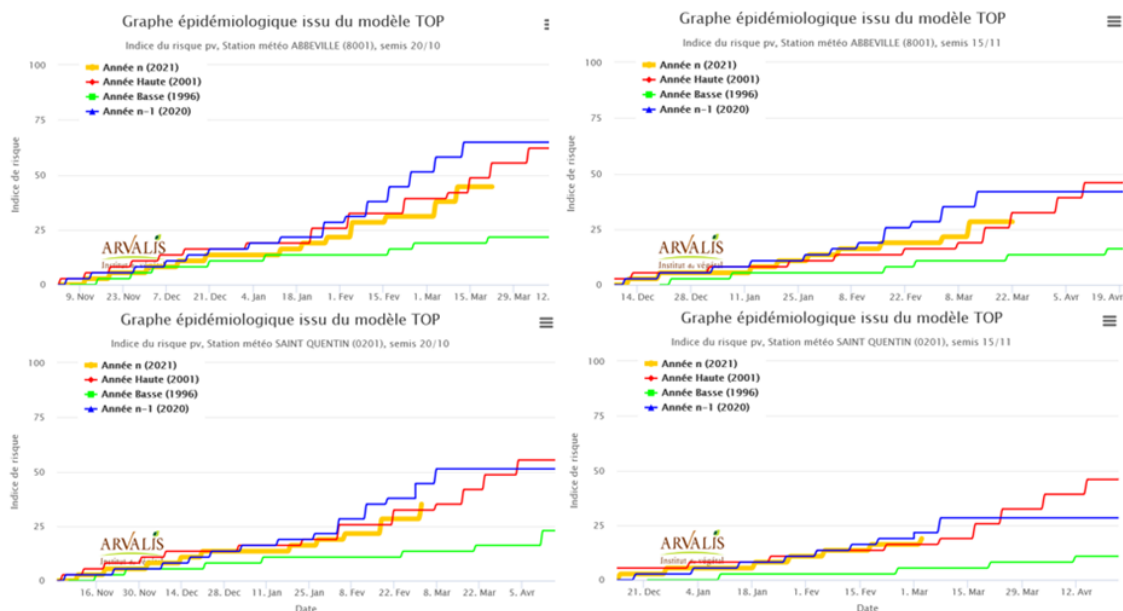 Graphe épidémiologique issu du modèle TOP
Indice du risque pv, Station météo ABBEVILLE (8001), semis 20/10
100
75
50
25
0
Indice de risque
Année n (2021)
Année Haute (2001)
Année Basse (1996)
Année n-1 (2020)
ARVALIS
Institut du végétal
9. Nov 23. Nov 7. Dec 21. Dec 4. Jan 18. Jan 1. Fev 15. Fev 1. Mar 15. Mar 29. Mar 12.
Graphe épidémiologique issu du modèle TOP
Indice du risque pv, Station météo ABBEVILLE (8001), semis 15/11
100
75
50
25
0
Indice de risque
Année n (2021)
Année Haute (2001)
Année Basse (1996)
Année n-1 (2020)
ARVALIS
Institut du végétal
14. Dec 28. Dec 11. Jan 25. Jan 8. Fev 22. Fev 8. Mar 22. Mar 5. Avr 19. Avr
Graphe épidémiologique issu du modèle TOP
Indice du risque pv, Station météo SAINT QUENTIN (0201), semis 20/10
100
75
50
25
0
Indice de risque
Année n (2021)
Année Haute (2001)
Année Basse (1996)
Année n-1 (2020)
ARVALIS
Institut du végétal
16. Nov 30. Nov 14. Dec 28. Dec 11. Jan 25. Jan 8. Fev 22. Fev 8. Mar 22. Mar 5. Avr
Date
Graphe épidémiologique issu du modèle TOP
Indice du risque pv, Station météo SAINT QUENTIN (0201), semis 15/11
100
75
50
25
0
Indice de risque
Année n (2021)
Année Haute (2001)
Année Basse (1996)
Année n-1 (2020)
ARVALIS
Institut du végétal
21. Dec 4. Jan 18. Jan 1. Fev 15. Fev 1. Mar 15. Mar 29. Mar 12. Avr
Date